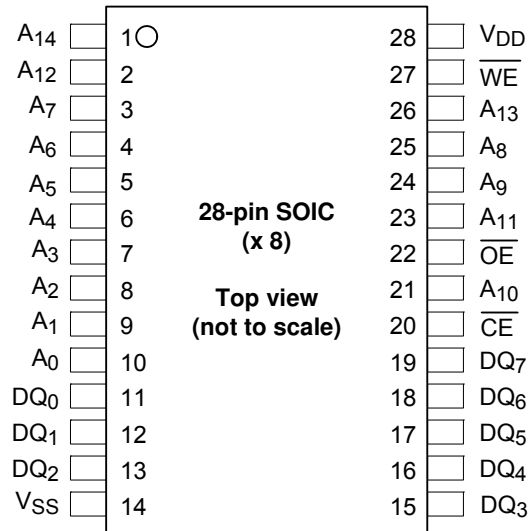 A14 1 28 VDD
A12 2 27 W̅E̅
A7 3 26 A13
A6 4 25 A8
A5 5 24 A9
A4 6 28-pin SOIC 23 A11
A3 7 (x 8) 22 O̅E̅
A2 8 Top view 21 A10
A1 9 (not to scale) 20 C̅E̅
A0 10 19 DQ7
DQ0 11 18 DQ6
DQ1 12 17 DQ5
DQ2 13 16 DQ4
VSS 14 15 DQ3